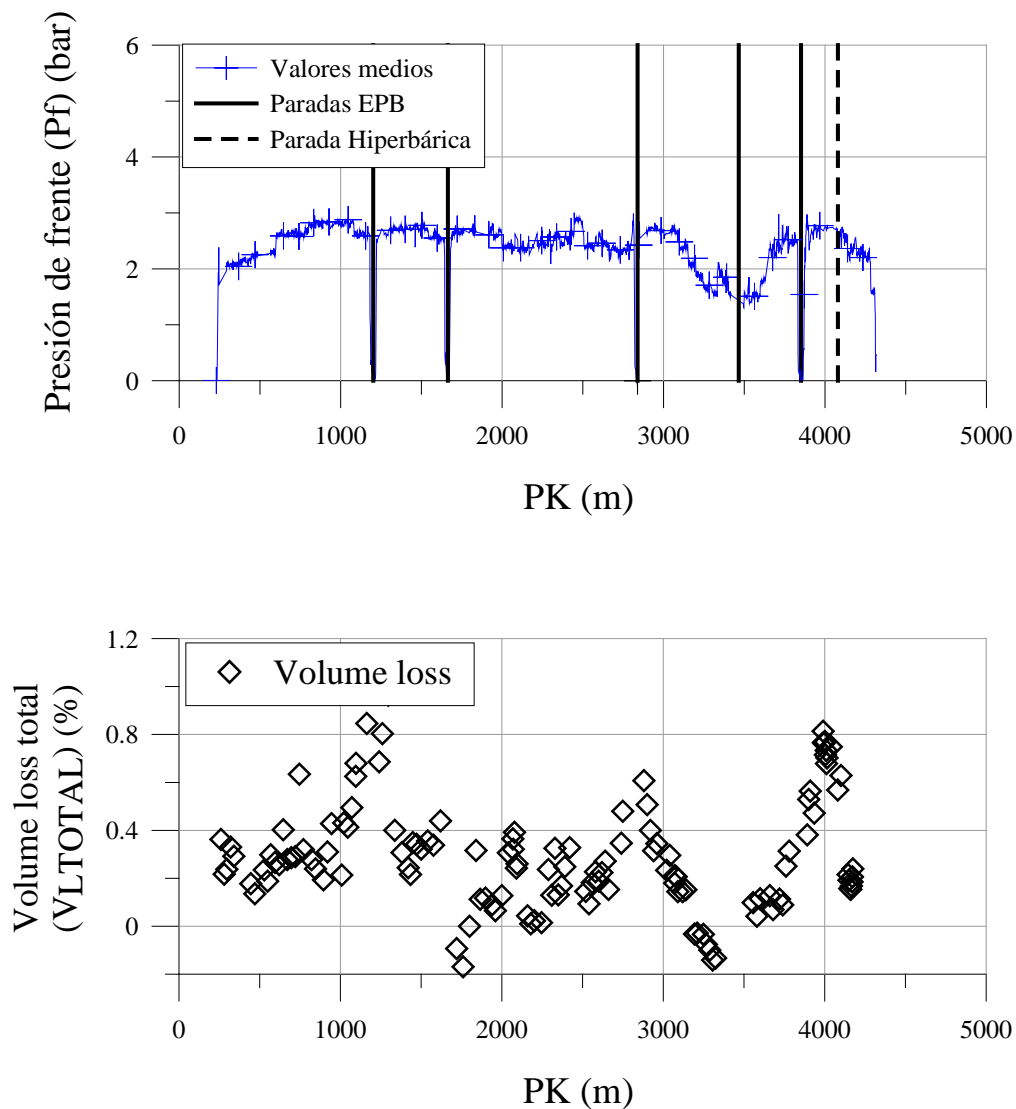 6
4
2
0
Presión de frente (Pf) (bar)
Valores medios
Paradas EPB
Parada Hiperbárica
0 1000 2000 3000 4000 5000
PK (m)
1.2
0.8
0.4
0
Volume loss total
(VLTOTAL) (%)
Volume loss
0 1000 2000 3000 4000 5000
PK (m)